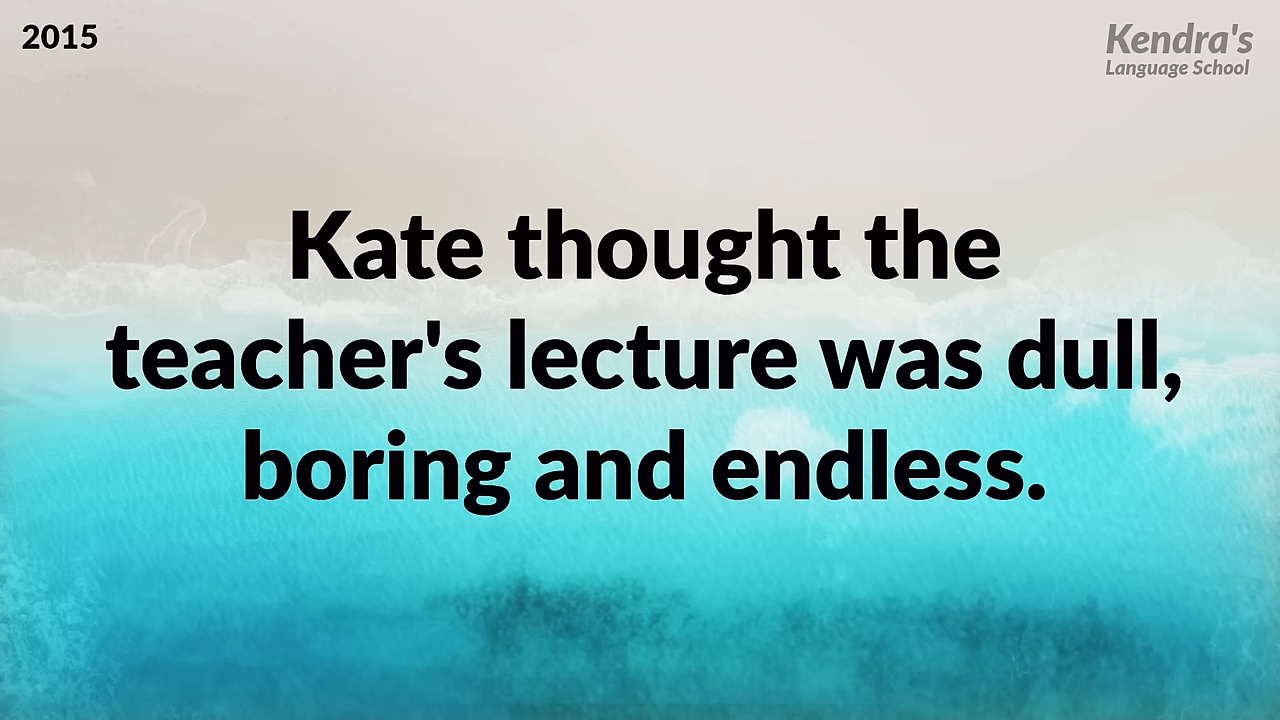 2015
Kendra's
Language School
Kate thought the
teacher's lecture was dull,
boring and endless.